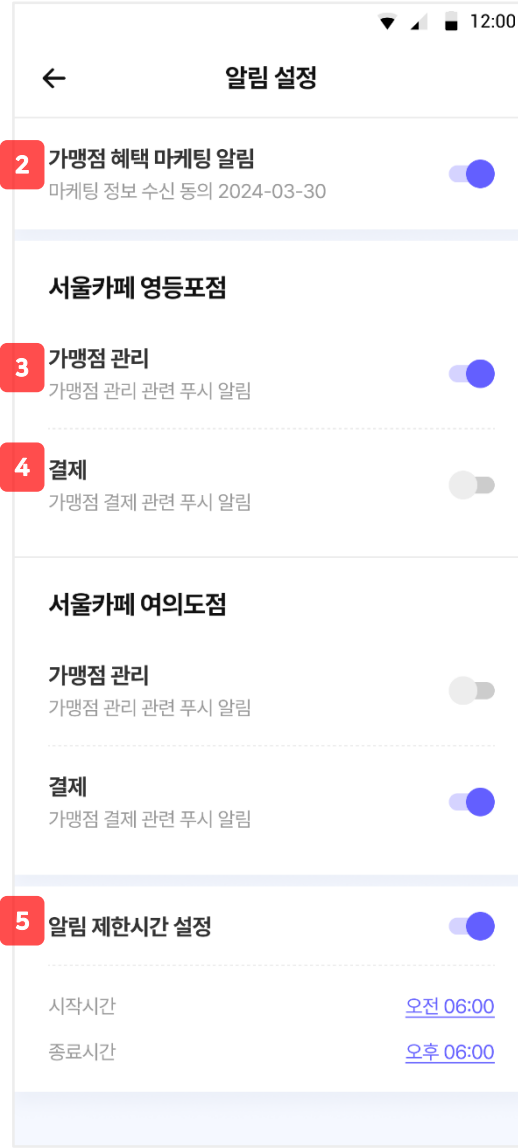 12:00
알림 설정
2 가맹점 혜택 마케팅 알림
마케팅 정보 수신 동의 2024-03-30
서울카페 영등포점
3 가맹점 관리
가맹점 관리 관련 푸시 알림
4 결제
가맹점 결제 관련 푸시 알림
서울카페 여의도점
가맹점 관리
가맹점 관리 관련 푸시 알림
결제
가맹점 결제 관련 푸시 알림
5 알림 제한시간 설정
시작시간 오전 06:00
종료시간 오후 06:00